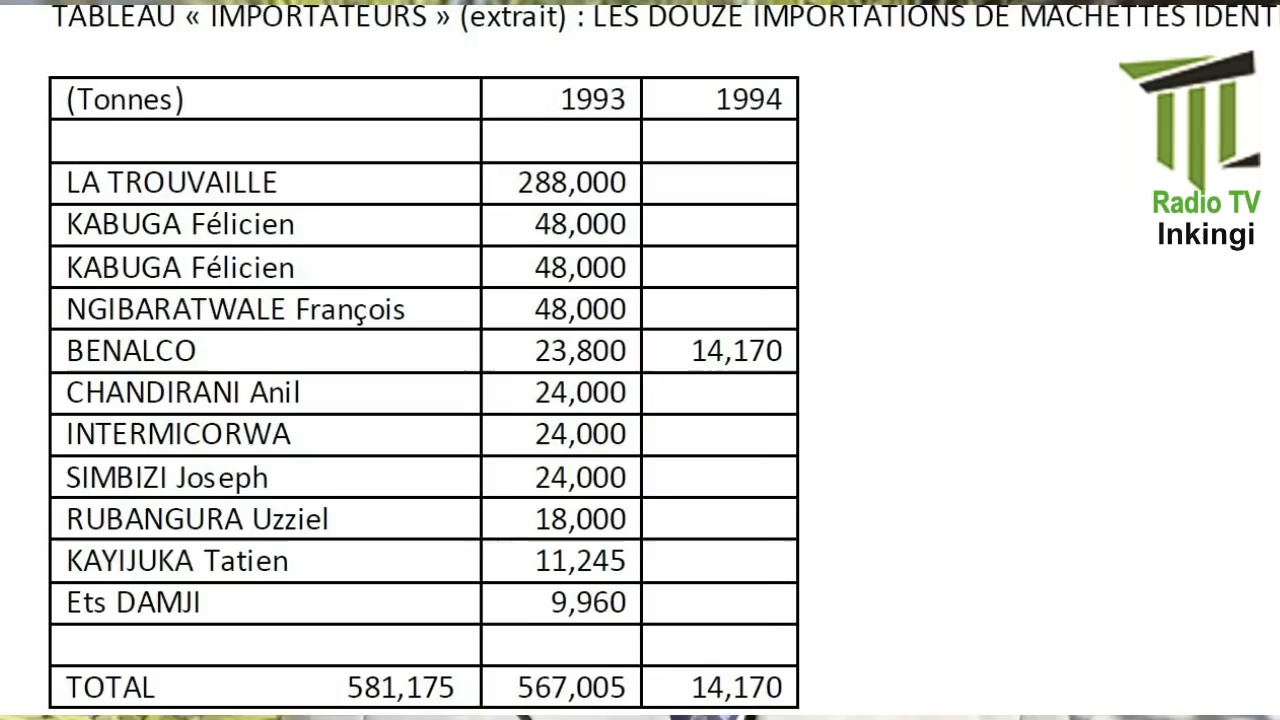 TABLEAU « IMPORTATEURS » (extrait) : LES DOUZE IMPORTATIONS DE MACHETTES IDENTI
(Tonnes) 1993 1994
LA TROUVAILLE 288,000
KABUGA Félicien 48,000
KABUGA Félicien 48,000
NGIBARATWALE François 48,000
BENALCO 23,800 14,170
CHANDIRANI Anil 24,000
INTERMICORWA 24,000
SIMBIZI Joseph 24,000
RUBANGURA Uzziel 18,000
KAYIJUKA Tatien 11,245
Ets DAMJI 9,960
TOTAL 581,175 567,005 14,170
Radio TV
Inkingi